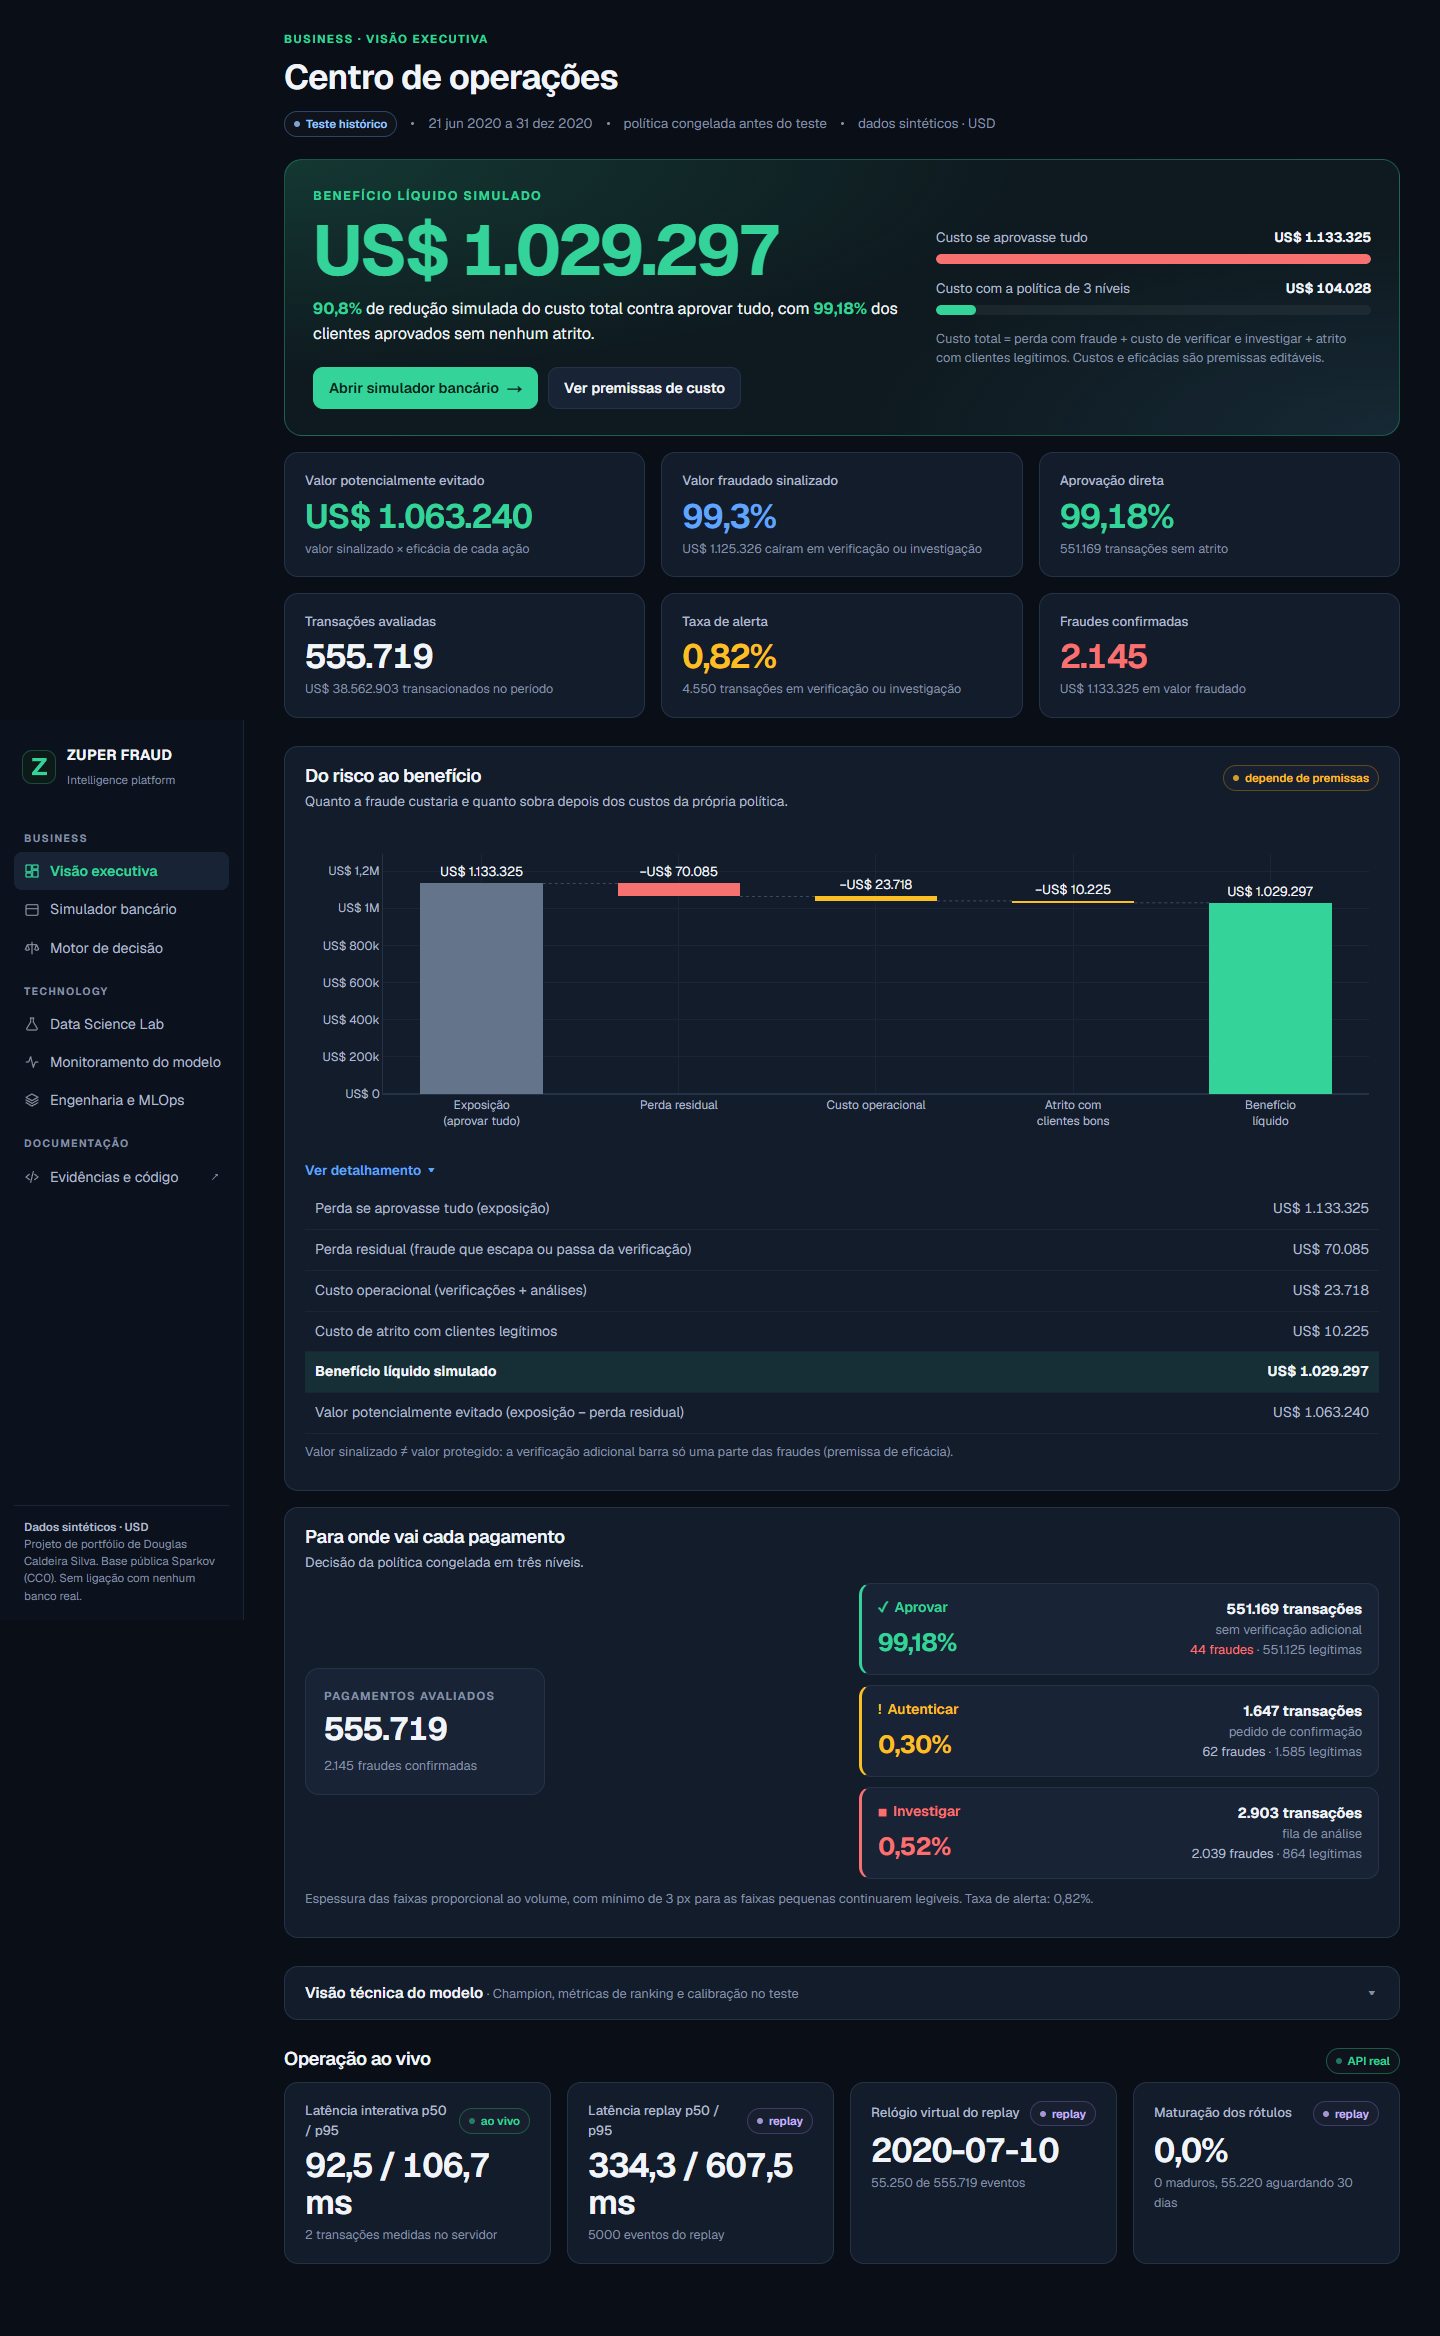 BUSINESS · VISÃO EXECUTIVA
Centro de operações
Teste histórico • 21 jun 2020 a 31 dez 2020 • política congelada antes do teste • dados sintéticos · USD
BENEFÍCIO LÍQUIDO SIMULADO
US$ 1.029.297
90,8% de redução simulada do custo total contra aprovar tudo, com 99,18% dos
clientes aprovados sem nenhum atrito.
Abrir simulador bancário →
Ver premissas de custo
Custo se aprovasse tudo US$ 1.133.325
Custo com a política de 3 níveis US$ 104.028
Custo total = perda com fraude + custo de verificar e investigar + atrito
com clientes legítimos. Custos e eficácias são premissas editáveis.
Valor potencialmente evitado
US$ 1.063.240
valor sinalizado × eficácia de cada ação
Valor fraudado sinalizado
99,3%
US$ 1.125.326 caíram em verificação ou investigação
Aprovação direta
99,18%
551.169 transações sem atrito
Transações avaliadas
555.719
US$ 38.562.903 transacionados no período
Taxa de alerta
0,82%
4.550 transações em verificação ou investigação
Fraudes confirmadas
2.145
US$ 1.133.325 em valor fraudado
Z
ZUPER FRAUD
Intelligence platform
BUSINESS
Visão executiva
Simulador bancário
Motor de decisão
TECHNOLOGY
Data Science Lab
Monitoramento do modelo
Engenharia e MLOps
DOCUMENTAÇÃO
Evidências e código ↗
Dados sintéticos · USD
Projeto de portfólio de Douglas
Caldeira Silva. Base pública Sparkov
(CC0). Sem ligação com nenhum
banco real.
Do risco ao benefício
depende de premissas
Quanto a fraude custaria e quanto sobra depois dos custos da própria política.
US$ 1,2M
US$ 1M
US$ 800k
US$ 600k
US$ 400k
US$ 200k
US$ 0
US$ 1.133.325
−US$ 70.085
−US$ 23.718
−US$ 10.225
US$ 1.029.297
Exposição
(aprovar tudo)
Perda residual
Custo operacional
Atrito com
clientes bons
Benefício
líquido
Ver detalhamento ▾
Perda se aprovasse tudo (exposição) US$ 1.133.325
Perda residual (fraude que escapa ou passa da verificação) US$ 70.085
Custo operacional (verificações + análises) US$ 23.718
Custo de atrito com clientes legítimos US$ 10.225
Benefício líquido simulado US$ 1.029.297
Valor potencialmente evitado (exposição − perda residual) US$ 1.063.240
Valor sinalizado ≠ valor protegido: a verificação adicional barra só uma parte das fraudes (premissa de eficácia).
Para onde vai cada pagamento
Decisão da política congelada em três níveis.
PAGAMENTOS AVALIADOS
555.719
2.145 fraudes confirmadas
✓ Aprovar
99,18%
551.169 transações
sem verificação adicional
44 fraudes · 551.125 legítimas
! Autenticar
0,30%
1.647 transações
pedido de confirmação
62 fraudes · 1.585 legítimas
■ Investigar
0,52%
2.903 transações
fila de análise
2.039 fraudes · 864 legítimas
Espessura das faixas proporcional ao volume, com mínimo de 3 px para as faixas pequenas continuarem legíveis. Taxa de alerta: 0,82%.
Visão técnica do modelo · Champion, métricas de ranking e calibração no teste ▾
Operação ao vivo
API real
Latência interativa p50
/ p95
ao vivo
92,5 / 106,7
ms
2 transações medidas no servidor
Latência replay p50 /
p95
replay
334,3 / 607,5
ms
5000 eventos do replay
Relógio virtual do replay
replay
2020-07-10
55.250 de 555.719 eventos
Maturação dos rótulos
replay
0,0%
0 maduros, 55.220 aguardando 30
dias